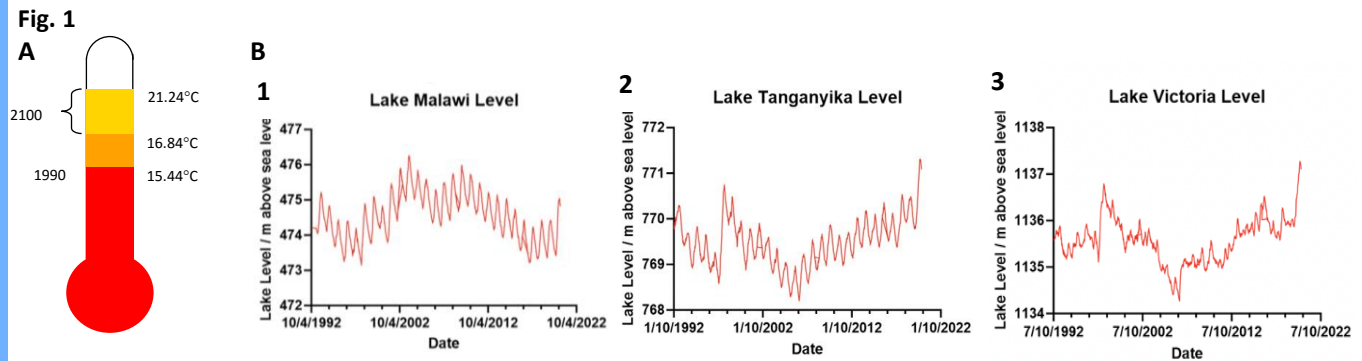 Fig. 1
A
2100
1990
21.24°C
16.84°C
15.44°C
B
1
Lake Malawi Level
Lake Level / m above sea level
477
476
475
474
473
472
10/4/1992
10/4/2002
10/4/2012
10/4/2022
Date
2
Lake Tanganyika Level
Lake Level / m above sea level
772
771
770
769
768
1/10/1992
1/10/2002
1/10/2012
1/10/2022
Date
3
Lake Victoria Level
Lake Level / m above sea level
1138
1137
1136
1135
1134
7/10/1992
7/10/2002
7/10/2012
7/10/2022
Date